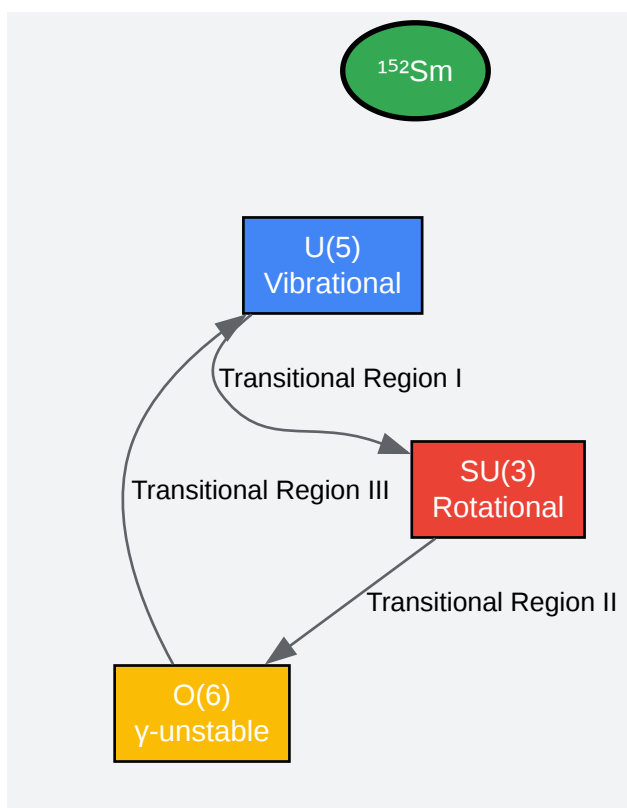 ¹⁵²Sm
U(5)
Vibrational
Transitional Region I
SU(3)
Rotational
Transitional Region III
Transitional Region II
O(6)
γ-unstable